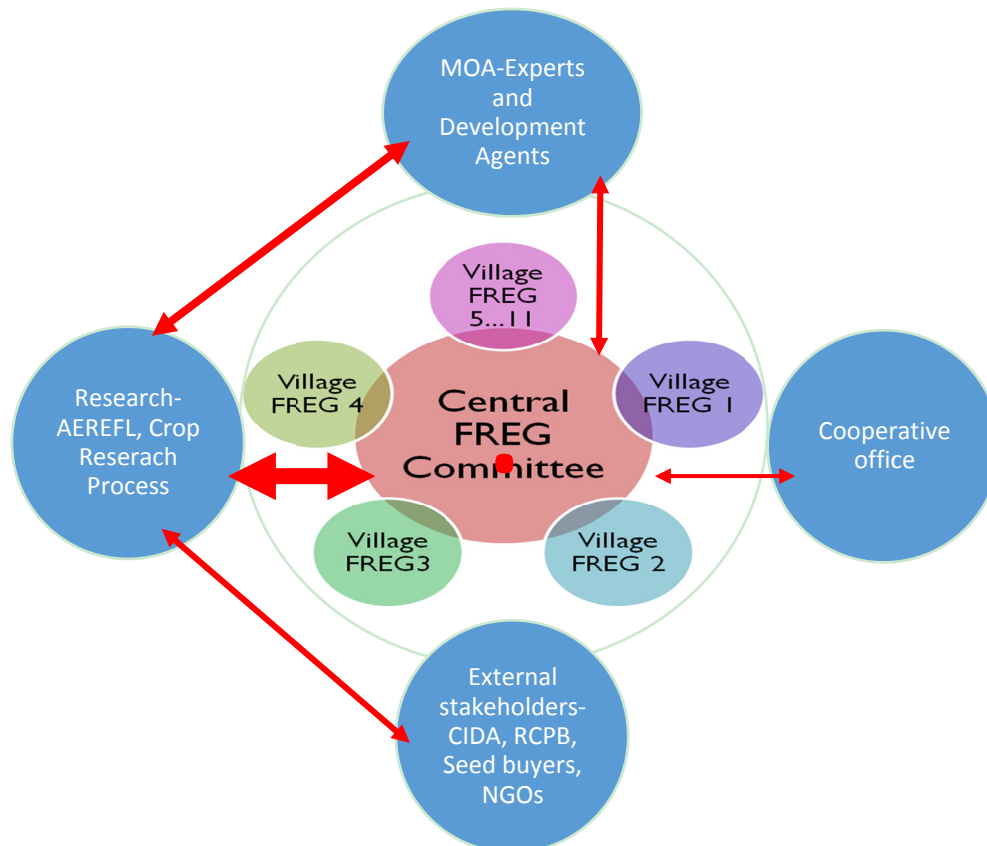 MOA-Experts
and
Development
Agents
Village
FREG
5...11
Village
FREG 4
Central
FREG
Committee
Village
FREG 1
Research-
AEREFL, Crop
Reserach
Process
Cooperative
office
Village
FREG3
Village
FREG 2
External
stakeholders-
CIDA, RCPB,
Seed buyers,
NGOs